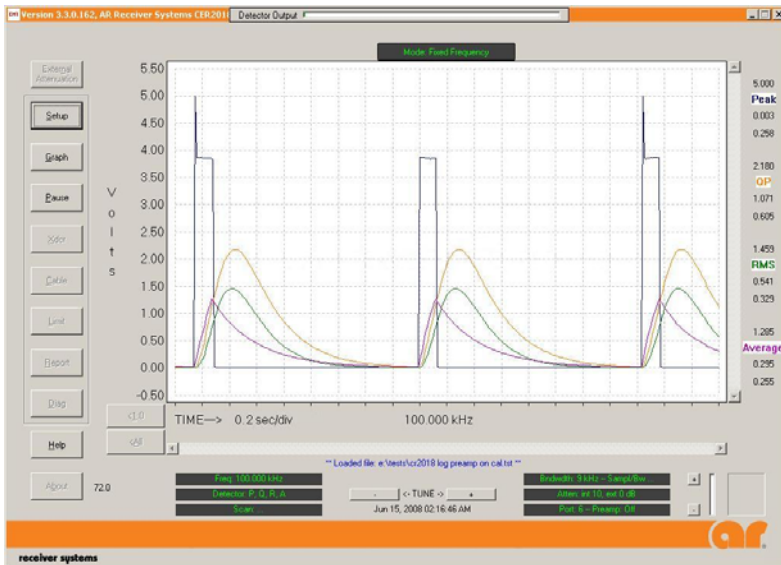 Version 3.3.0.162, AR Receiver Systems CER2018
Detector Output
Mode: Fixed Frequency
External
Attenuation
Setup
Graph
Pause
Xdcr
Cable
Limit
Report
Diag
Help
About
72.0
<1.0
<All
Volts
5.50
5.00
4.50
4.00
3.50
3.00
2.50
2.00
1.50
1.00
0.50
0.00
-0.50
TIME—> 0.2 sec/div 100.000 kHz
5.000
Peak
0.003
0.258
2.180
QP
1.071
0.605
1.459
RMS
0.541
0.329
1.285
Average
0.295
0.255
** Loaded file: e:\tests\cr2018 log preamp on cal.tst **
Freq: 100.000 kHz
Detector: P, Q, R, A
Scan: ...
- <- TUNE -> +
Jun 15, 2008 02:16:46 AM
Bndwidth: 9 kHz – Sampl/Bw ...
Atten: int 10, ext 0 dB
Port: 6 – Preamp: Off
+
-
ar
receiver systems